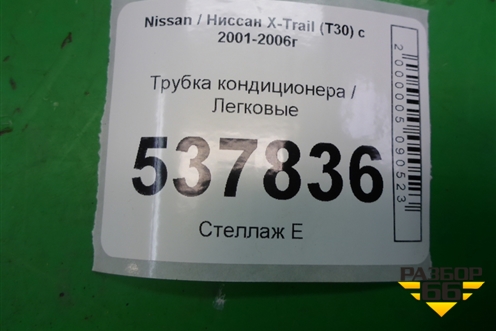 Nissan / Ниссан X-Trail (T30) с
2001-2006г
Трубка кондиционера /
Легковые
537836
Стеллаж Е
2000005090523
РАЗБОР
66